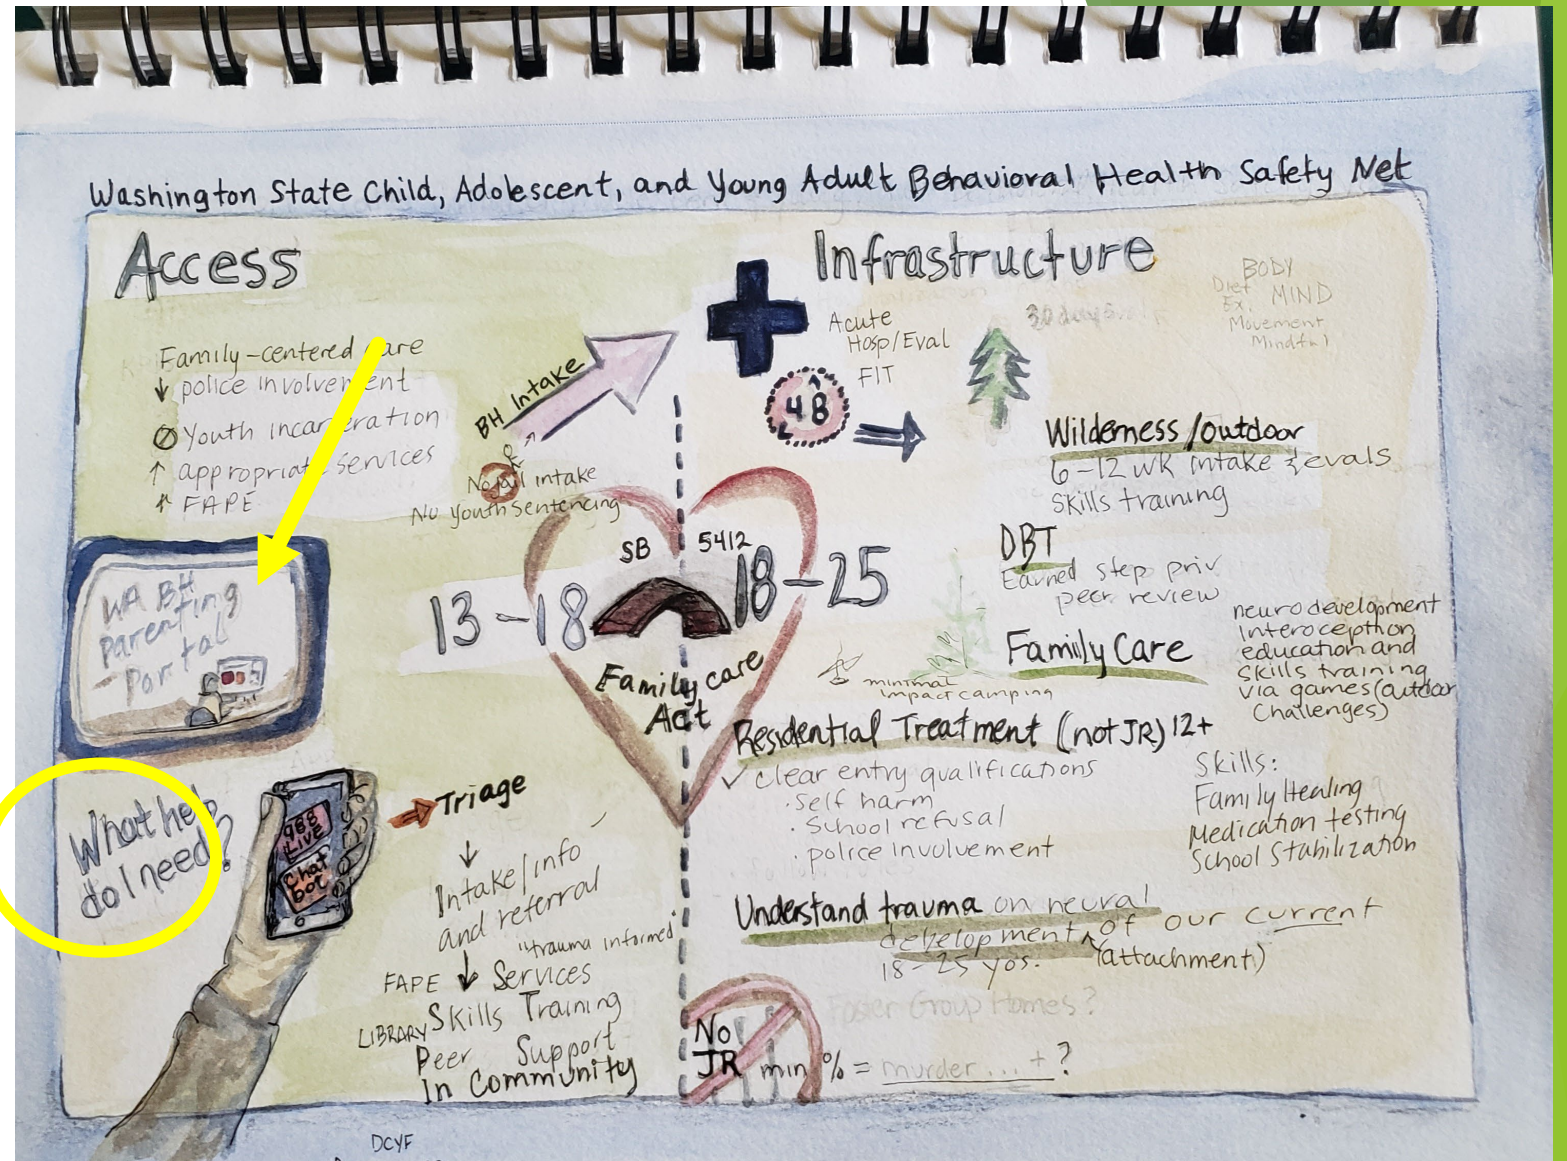 Washington State Child, Adolescent, and Young Adult Behavioral Health Safety Net
Access
Family-centered care
↓ police involvement
∅ Youth incarceration
↑ appropriate services
↑ FAPE
BH Intake
No jail intake
No Youth Sentencing
WA BH
Parenting
Portal
What help
do I need?
988
LIVE
Chat
bot
Triage
Intake/info
and referral
"trauma informed"
FAPE ↓ Services
LIBRARY Skills Training
Peer Support
In Community
13-18
SB 5412
18-25
Family care
Act
Infrastructure
Acute
Hosp/Eval
FIT
48
30 day
BODY
Diet MIND
Ex.
Movement
Mindful
Wilderness/outdoor
6-12 wk intake & evals
Skills training
DBT
Earned step priv
peer review
Family Care
minimal
impact camping
neurodevelopment
Interoception
education and
skills training
via games (outdoor
challenges)
Residential Treatment (not JR) 12+
✓ clear entry qualifications
· self harm
· School refusal
· police involvement
Skills:
Family Healing
Medication testing
School Stabilization
Understand trauma on neural
development of our current
18-25 yos. (attachment)
Foster Group Homes?
No
JR min % = murder ... + ?
DCYF